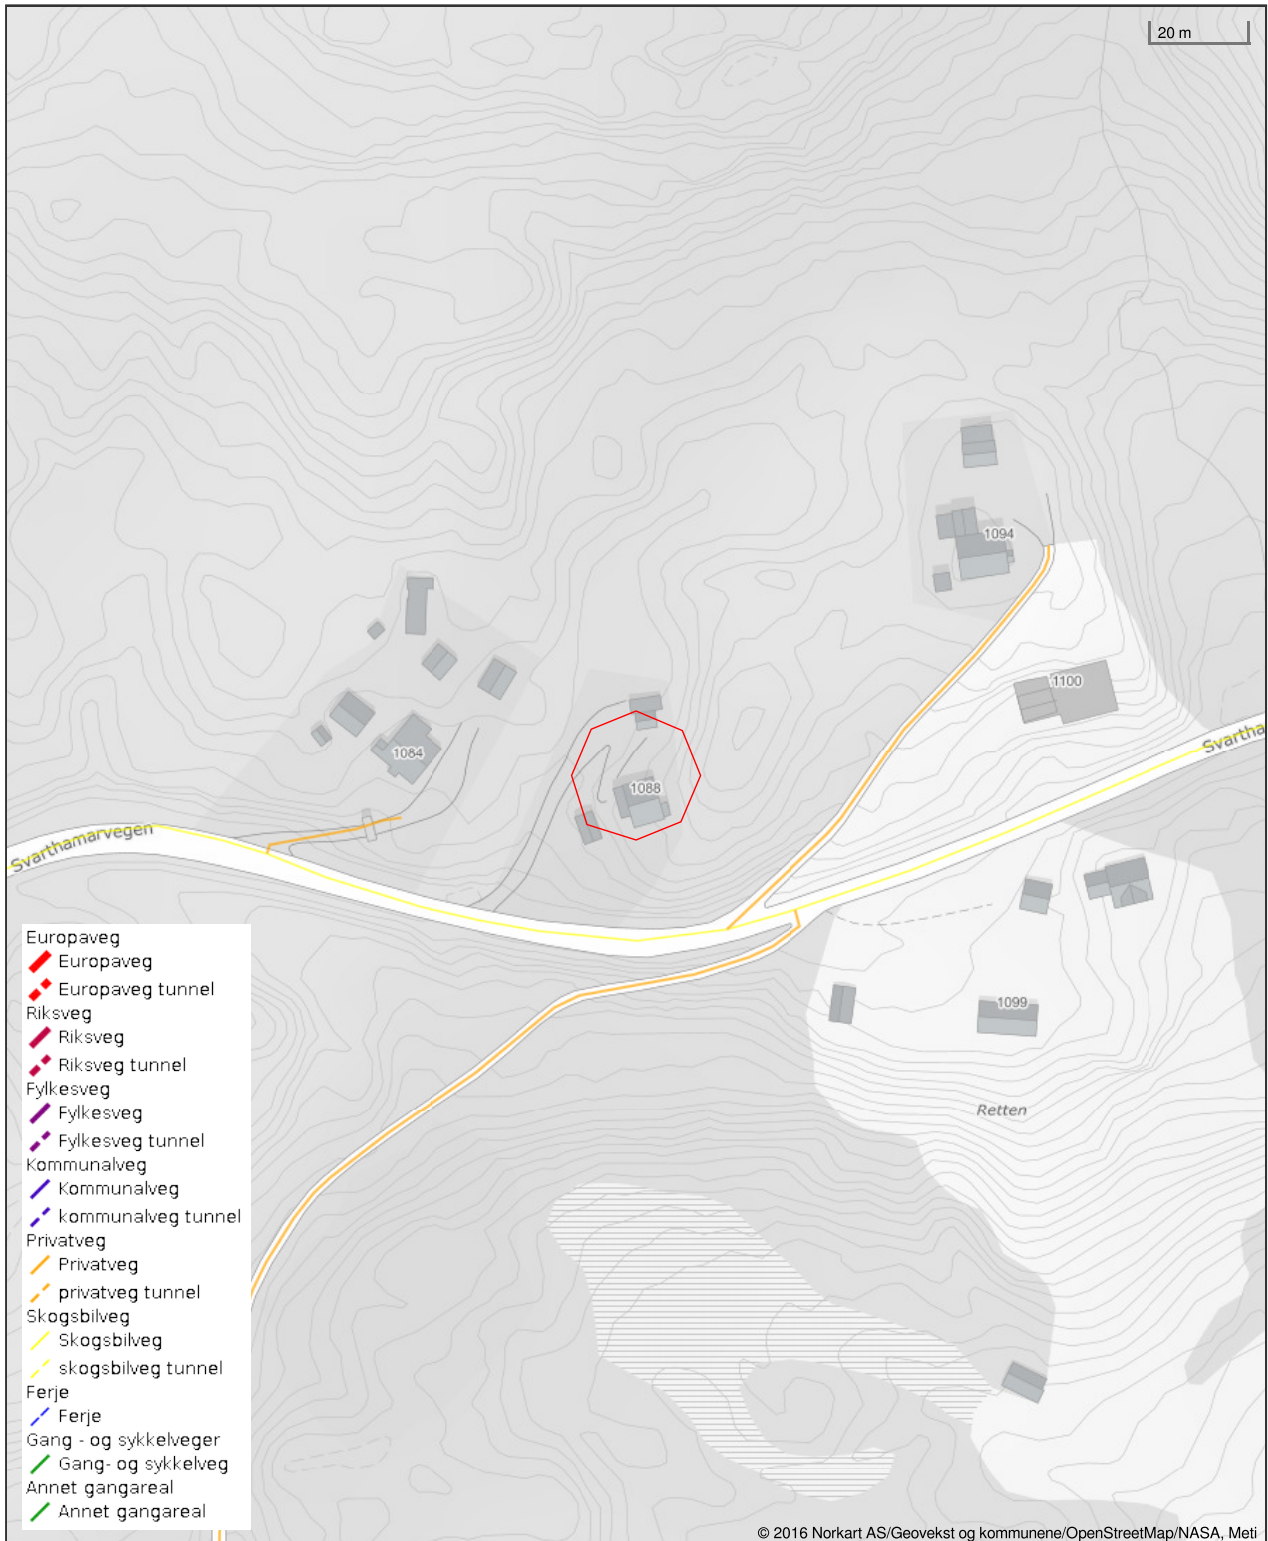 20 m
1094
1100
Svartha
1084
1088
Svarthamarvegen
1099
Retten
Europaveg
Europaveg
Europaveg tunnel
Riksveg
Riksveg
Riksveg tunnel
Fylkesveg
Fylkesveg
Fylkesveg tunnel
Kommunalveg
Kommunalveg
kommunalveg tunnel
Privatveg
Privatveg
privatveg tunnel
Skogsbilveg
Skogsbilveg
skogsbilveg tunnel
Ferje
Ferje
Gang - og sykkelveger
Gang- og sykkelveg
Annet gangareal
Annet gangareal
© 2016 Norkart AS/Geovekst og kommunene/OpenStreetMap/NASA, Meti